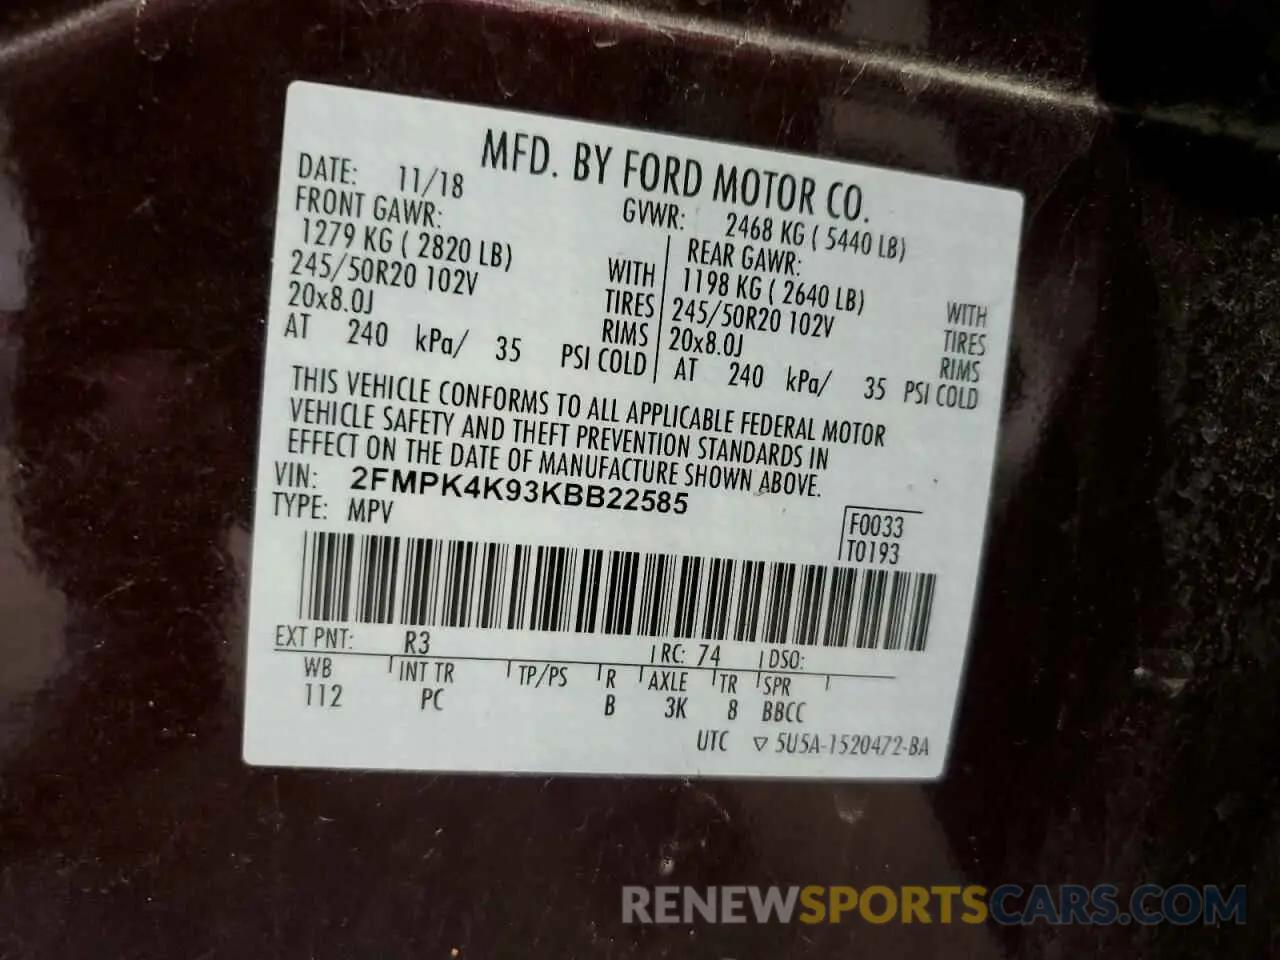 MFD. BY FORD MOTOR CO.
DATE: 11/18 GVWR: 2468 KG ( 5440 LB)
FRONT GAWR: REAR GAWR:
1279 KG ( 2820 LB) WITH 1198 KG ( 2640 LB) WITH
245/50R20 102V TIRES 245/50R20 102V TIRES
20x8.0J RIMS 20x8.0J RIMS
AT 240 kPa/ 35 PSI COLD AT 240 kPa/ 35 PSI COLD
THIS VEHICLE CONFORMS TO ALL APPLICABLE FEDERAL MOTOR
VEHICLE SAFETY AND THEFT PREVENTION STANDARDS IN
EFFECT ON THE DATE OF MANUFACTURE SHOWN ABOVE.
VIN: 2FMPK4K93KBB22585
TYPE: MPV
F0033
T0193
EXT PNT: R3 RC: 74 DSO:
WB INT TR TP/PS R AXLE TR SPR
112 PC B 3K 8 BBCC
UTC ▽ 5U5A-1520472-BA
RENEWSPORTSCARS.COM